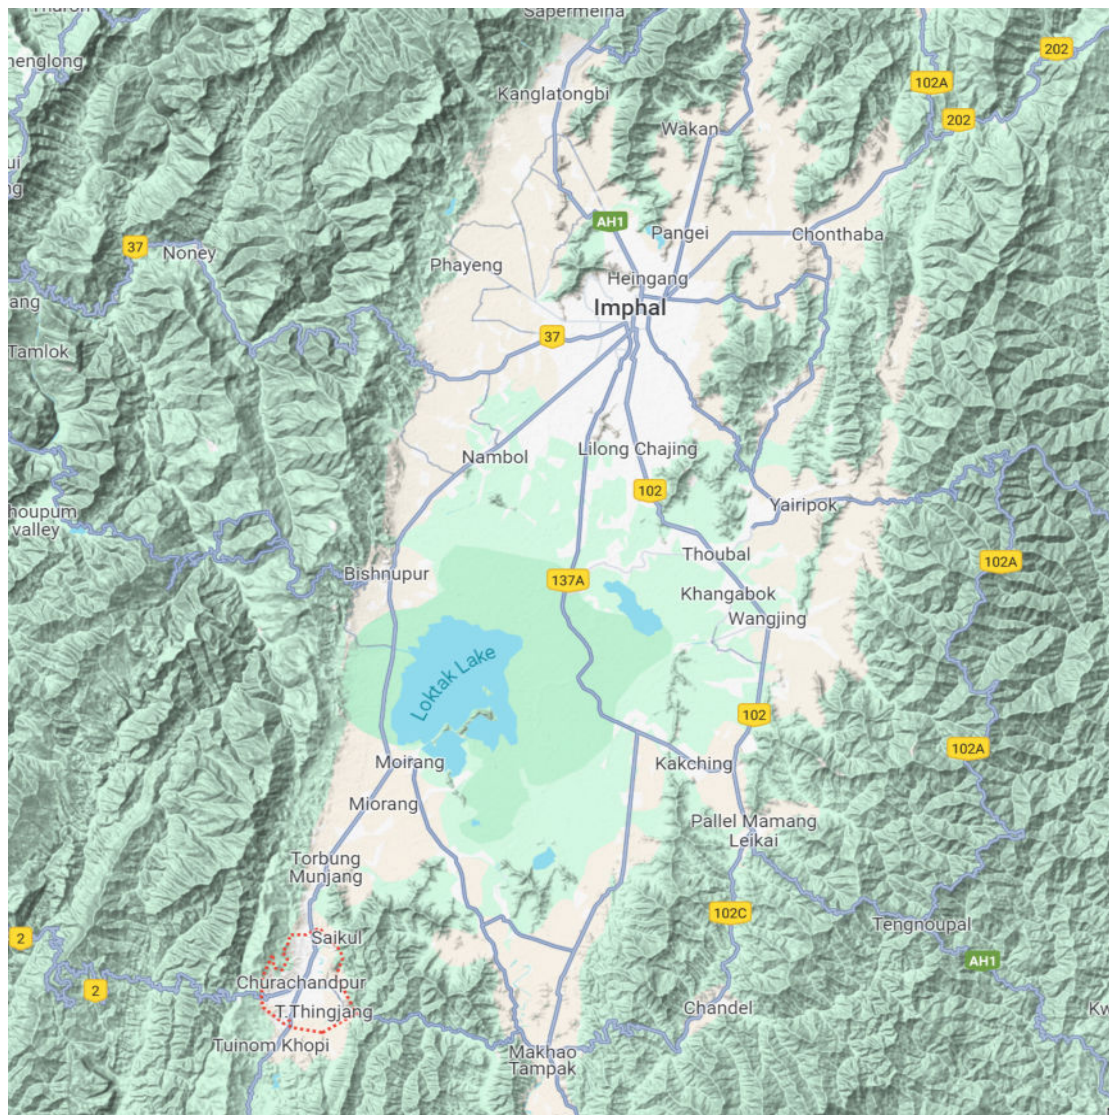 Sapermeina
202
102A
Kanglatongbi
202
Wakan
AH1
Pangei
Chonthaba
37
Noney
Phayeng
Heingang
Imphal
37
Tamlok
Nambol
Lilong Chajing
102
Yairipok
valley
Thoubal
102A
Bishnupur
137A
Khangabok
Wangjing
Loktak Lake
102
102A
Moirang
Kakching
Miorang
Pallel Mamang
Leikai
Torbung
Munjang
102C
Tengnoupal
2
Saikul
AH1
Churachandpur
2
T.Thingjang
Chandel
Tuinom Khopi
Makhao
Tampak